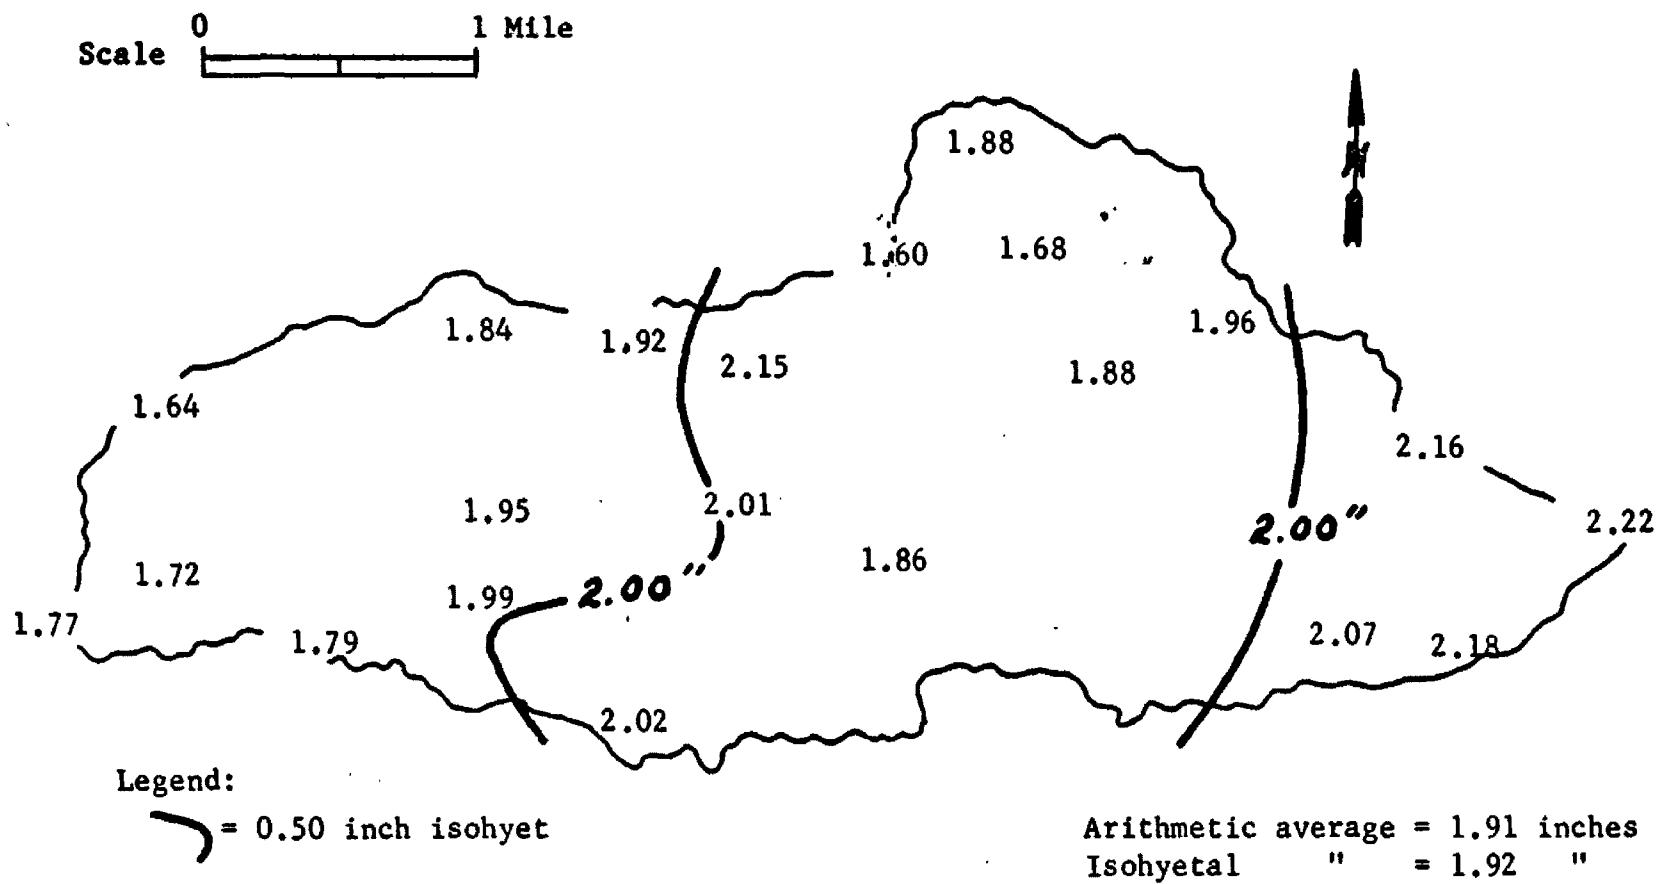 0 1 Mile
Scale
N
1.88
1.60 1.68
1.84 1.92 1.96
2.15 1.88
1.64
2.16
1.95 2.01 2.22
2.00"
1.86
1.72 1.99 2.00"
1.77 1.79 2.07 2.18
2.02
Legend:
= 0.50 inch isohyet
Arithmetic average = 1.91 inches
Isohyetal " = 1.92 "